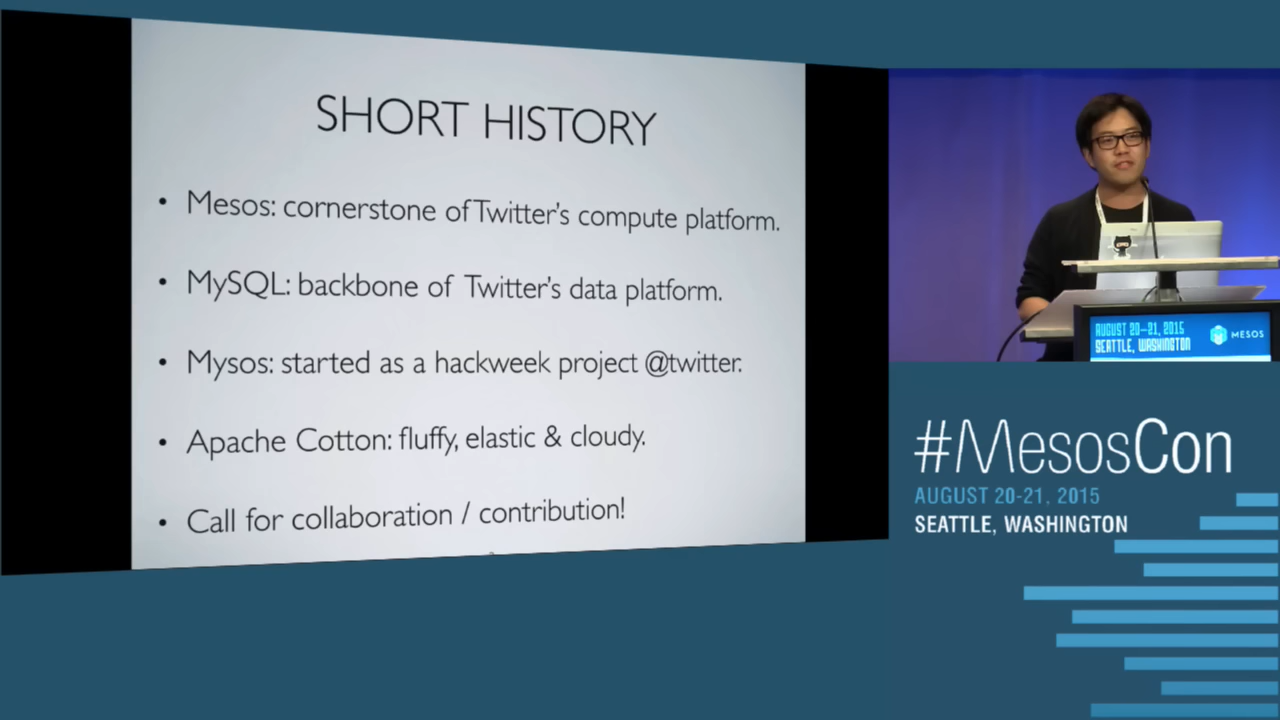 SHORT HISTORY
• Mesos: cornerstone of Twitter's compute platform.
• MySQL: backbone of Twitter's data platform.
• Mysos: started as a hackweek project @twitter.
• Apache Cotton: fluffy, elastic & cloudy.
• Call for collaboration / contribution!
AUGUST 20-21, 2015
SEATTLE, WASHINGTON
MESOS
#MesosCon
AUGUST 20-21, 2015
SEATTLE, WASHINGTON